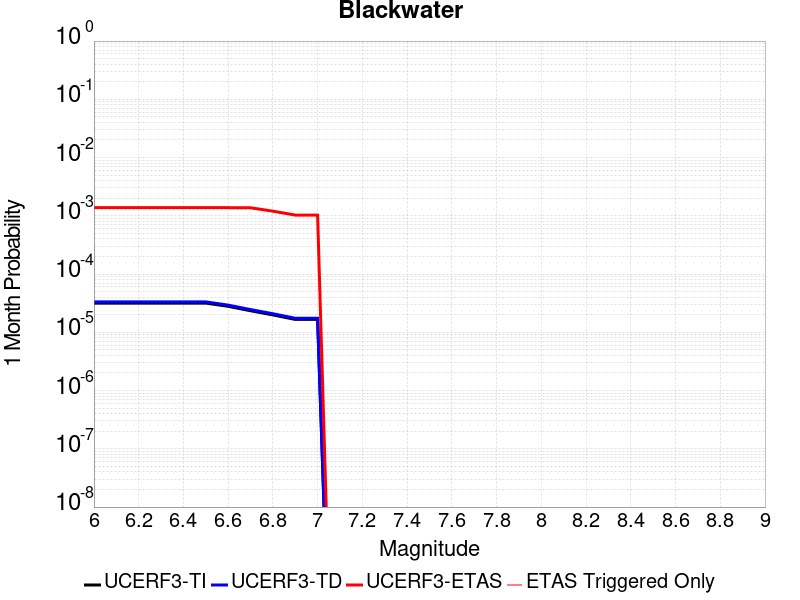 Blackwater
10^0
10^-1
10^-2
10^-3
10^-4
10^-5
10^-6
10^-7
10^-8
1 Month Probability
6 6.2 6.4 6.6 6.8 7 7.2 7.4 7.6 7.8 8 8.2 8.4 8.6 8.8 9
Magnitude
UCERF3-TI UCERF3-TD UCERF3-ETAS ETAS Triggered Only